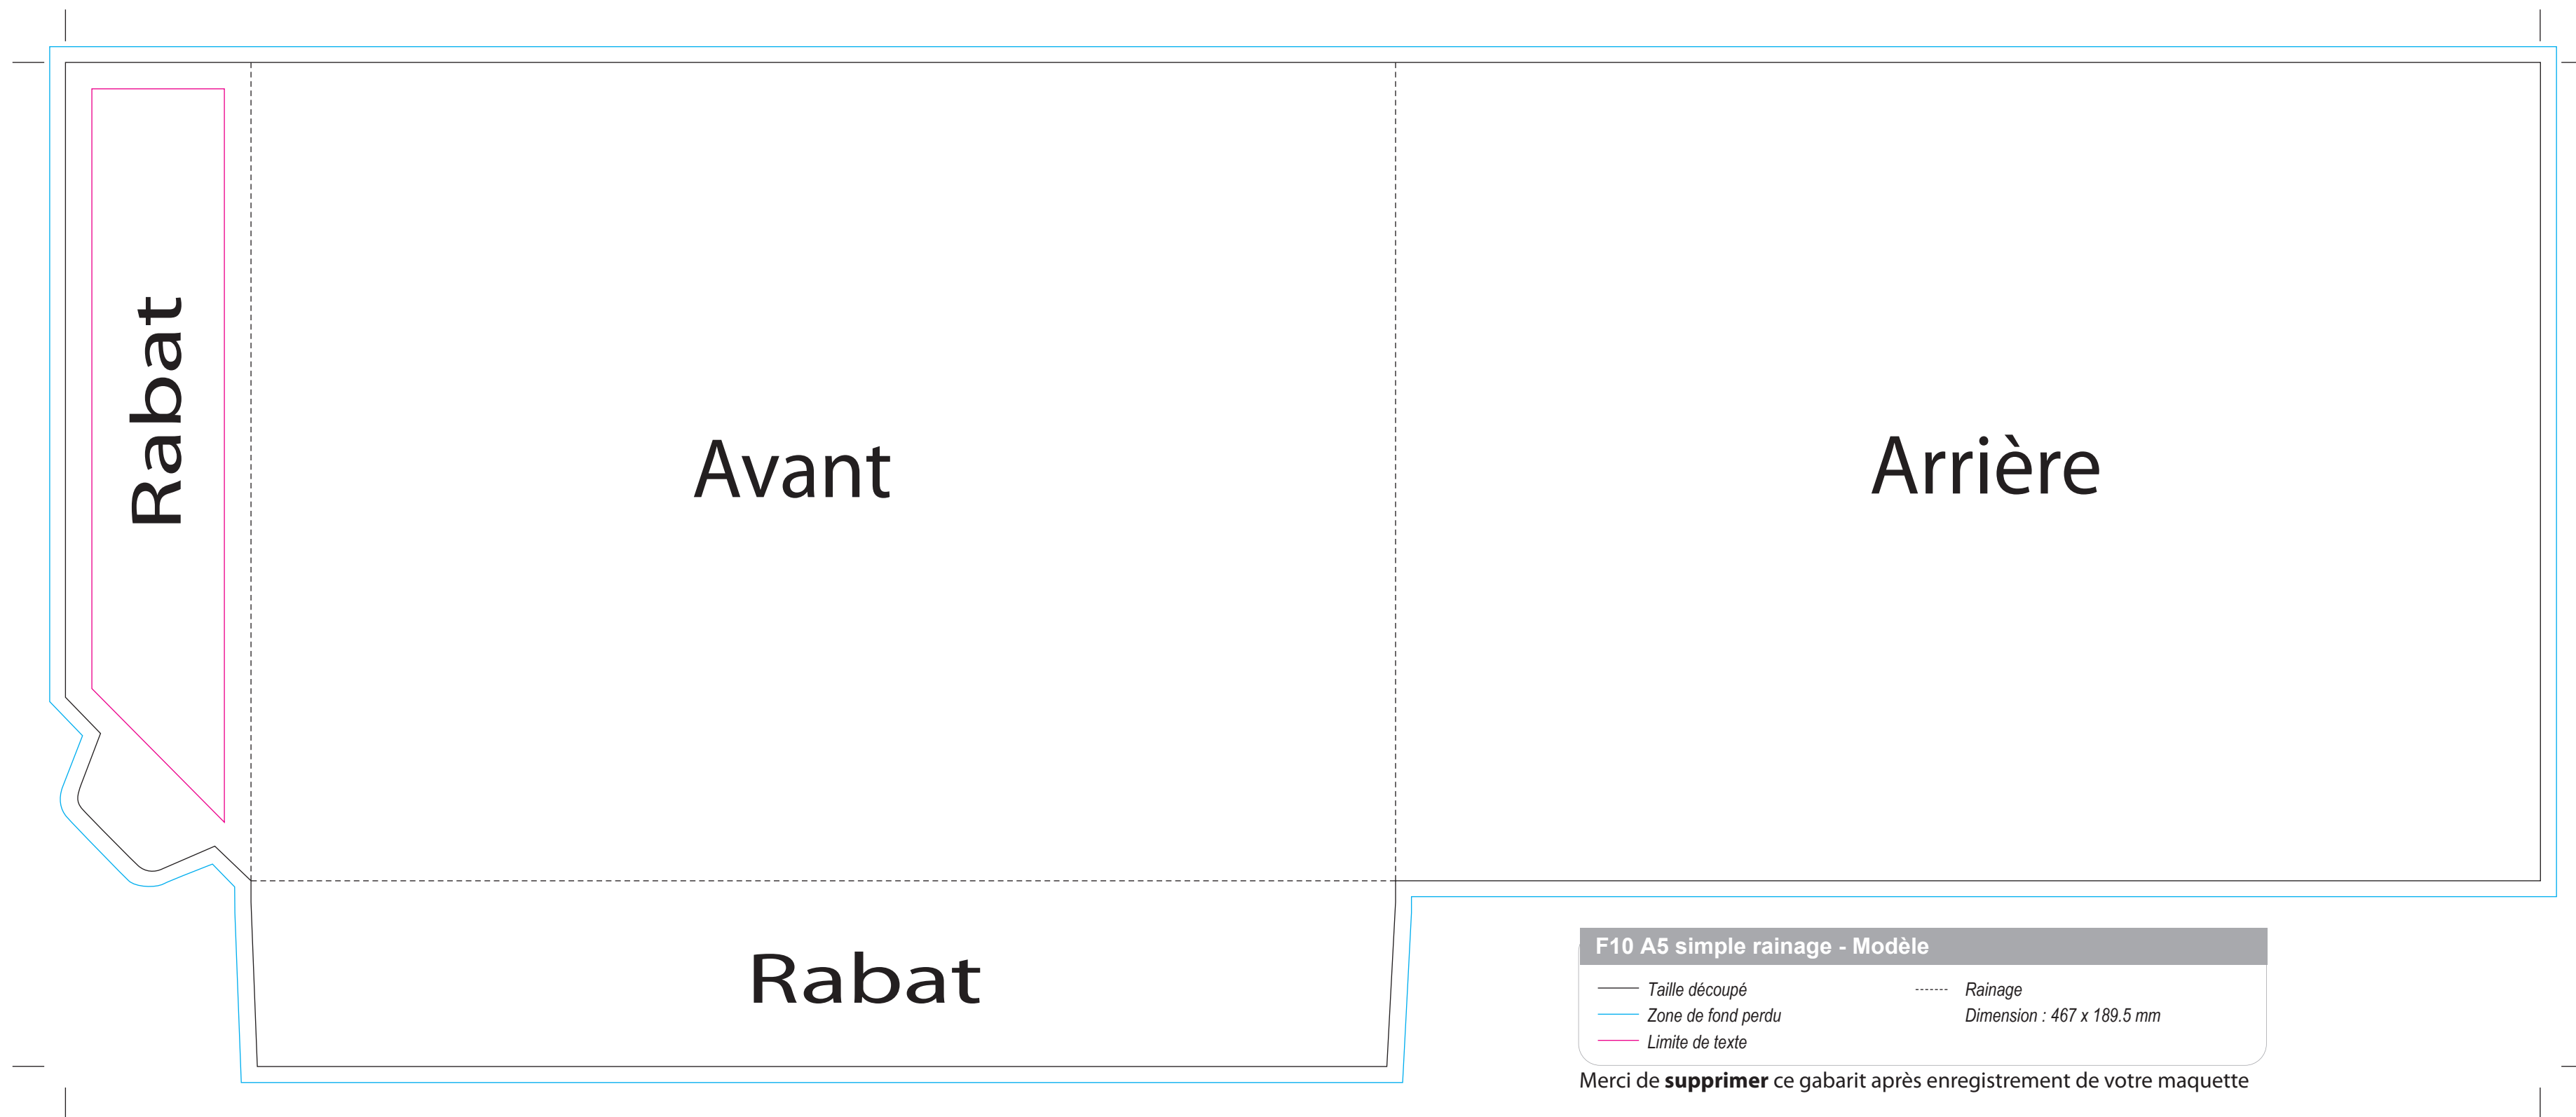 Rabat
Avant
Arrière
Rabat
F10 A5 simple rainage - Modèle
Taille découpé
Rainage
Zone de fond perdu
Dimension : 467 x 189.5 mm
Limite de texte
Merci de supprimer ce gabarit après enregistrement de votre maquette